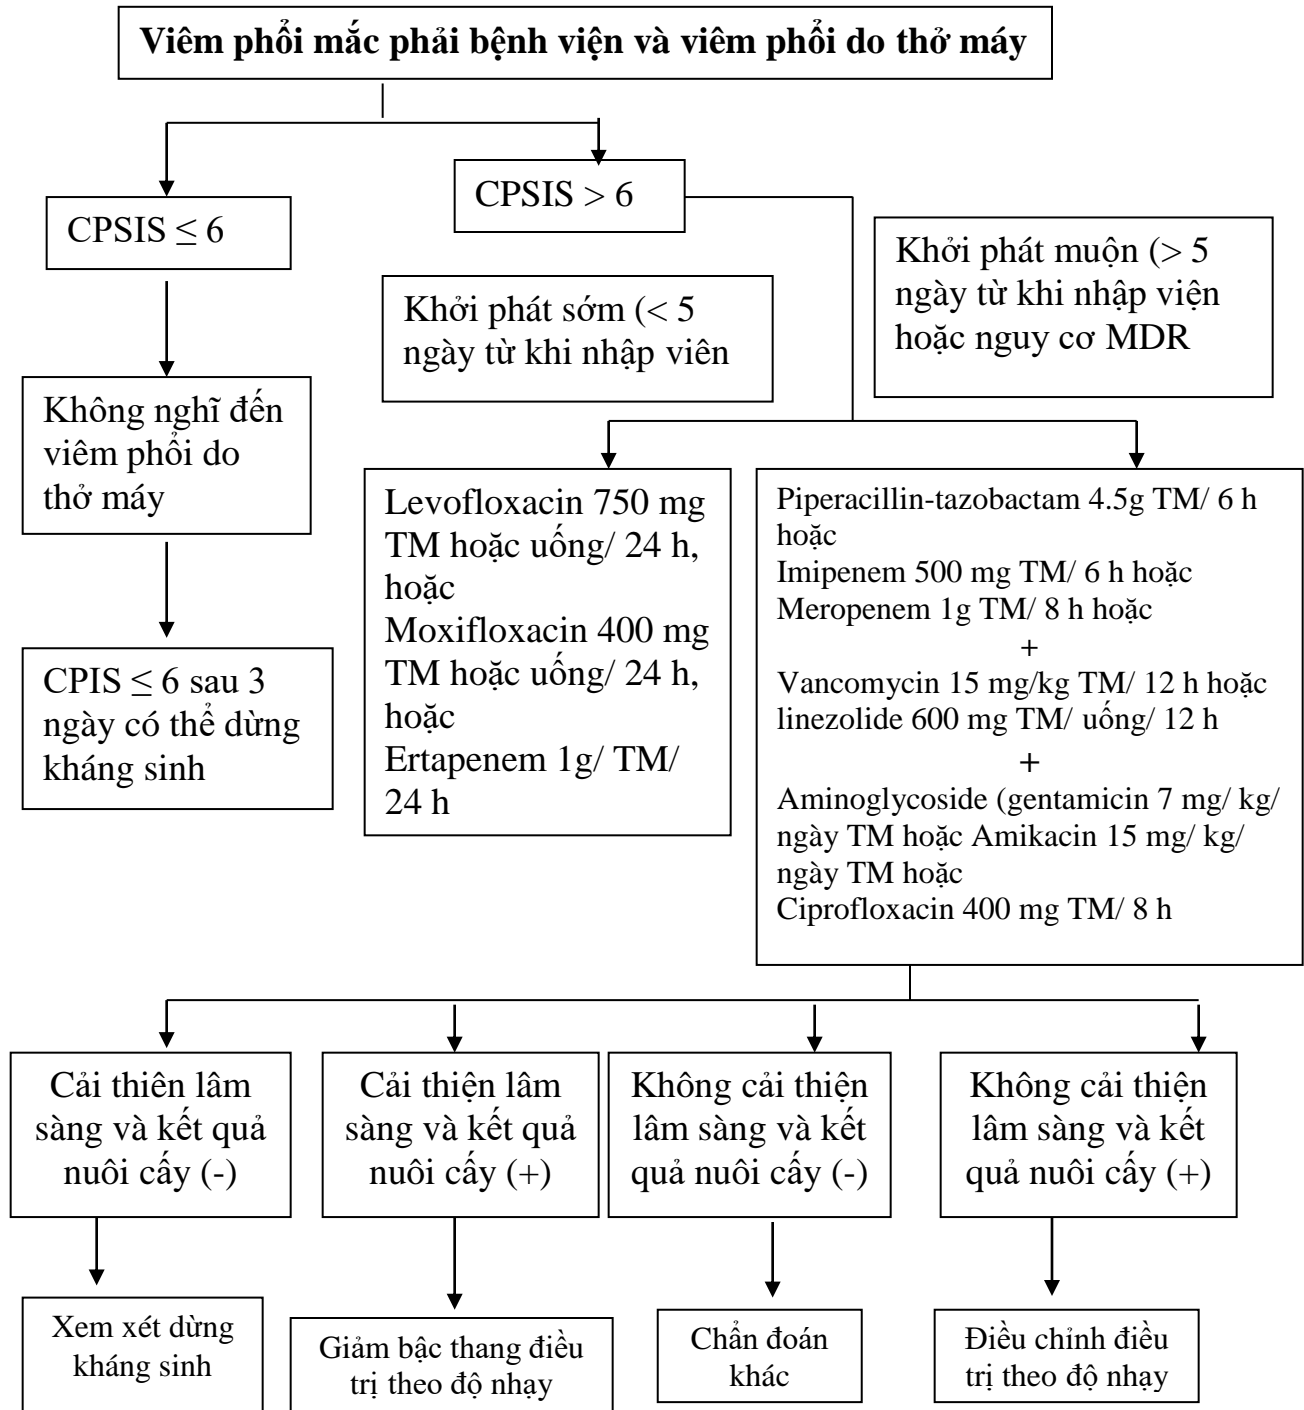 Viêm phổi mắc phải bệnh viện và viêm phổi do thở máy
CPSIS ≤ 6
CPSIS > 6
Khởi phát sớm (< 5
ngày từ khi nhập viên
Khởi phát muộn (> 5
ngày từ khi nhập viện
hoặc nguy cơ MDR
Không nghĩ đến
viêm phổi do
thở máy
CPIS ≤ 6 sau 3
ngày có thể dừng
kháng sinh
Levofloxacin 750 mg
TM hoặc uống/ 24 h,
hoặc
Moxifloxacin 400 mg
TM hoặc uống/ 24 h,
hoặc
Ertapenem 1g/ TM/
24 h
Piperacillin-tazobactam 4.5g TM/ 6 h
hoặc
Imipenem 500 mg TM/ 6 h hoặc
Meropenem 1g TM/ 8 h hoặc
+
Vancomycin 15 mg/kg TM/ 12 h hoặc
linezolide 600 mg TM/ uống/ 12 h
+
Aminoglycoside (gentamicin 7 mg/ kg/
ngày TM hoặc Amikacin 15 mg/ kg/
ngày TM hoặc
Ciprofloxacin 400 mg TM/ 8 h
Cải thiên lâm
sàng và kết quả
nuôi cấy (-)
Cải thiện lâm
sàng và kết quả
nuôi cấy (+)
Không cải thiện
lâm sàng và kết
quả nuôi cấy (-)
Không cải thiện
lâm sàng và kết
quả nuôi cấy (+)
Xem xét dừng
kháng sinh
Giảm bậc thang điều
trị theo độ nhạy
Chẩn đoán
khác
Điều chỉnh điều
trị theo độ nhạy